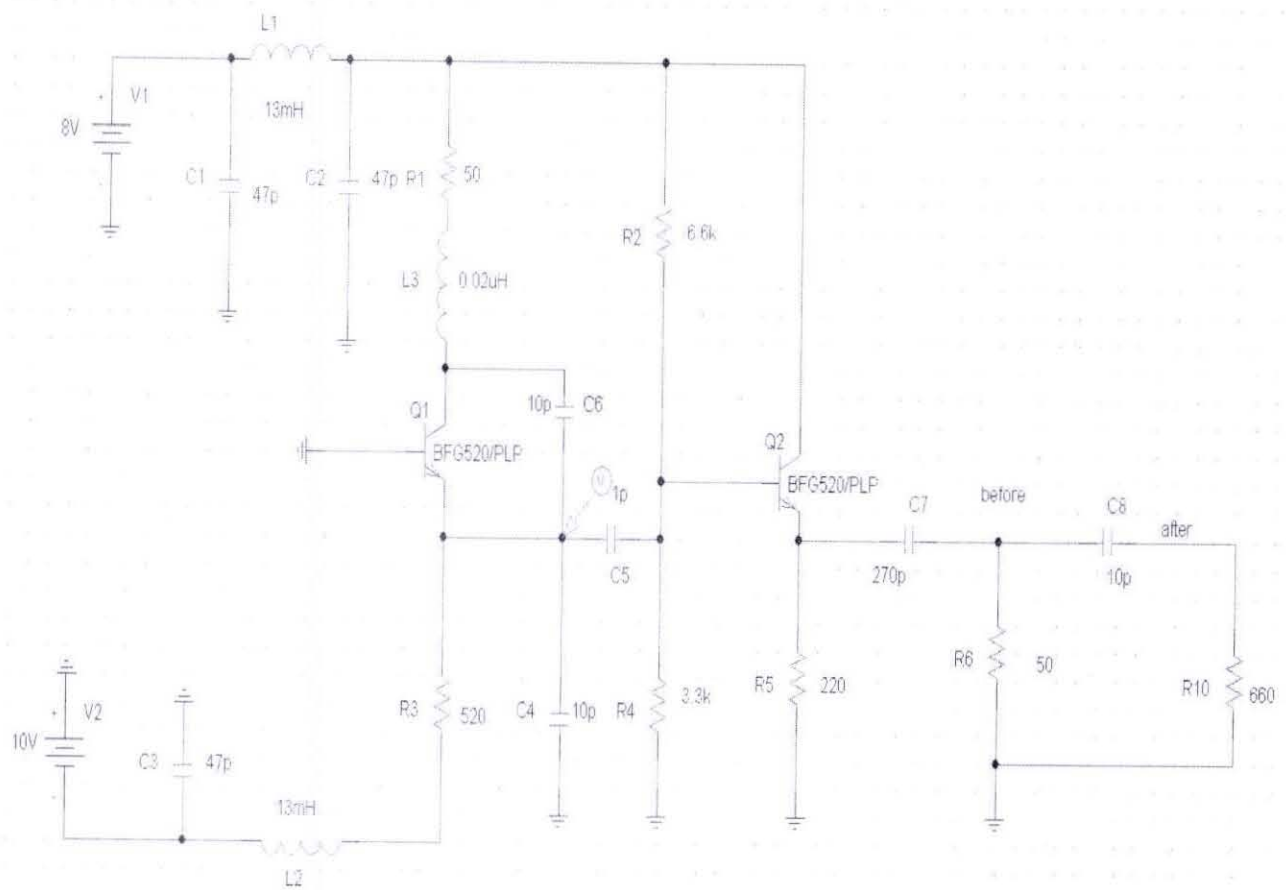 L1
V1
13mH
8V
C1
47p
C2
47p
R1
50
R2
6.6k
L3
0.02uH
Q1
10p
C6
BFG520/PLP
Q2
BFG520/PLP
V
1p
C7
before
C8
after
C5
270p
10p
R6
50
R5
220
R10
660
V2
R3
520
C4
10p
R4
3.3k
10V
C3
47p
13mH
L2